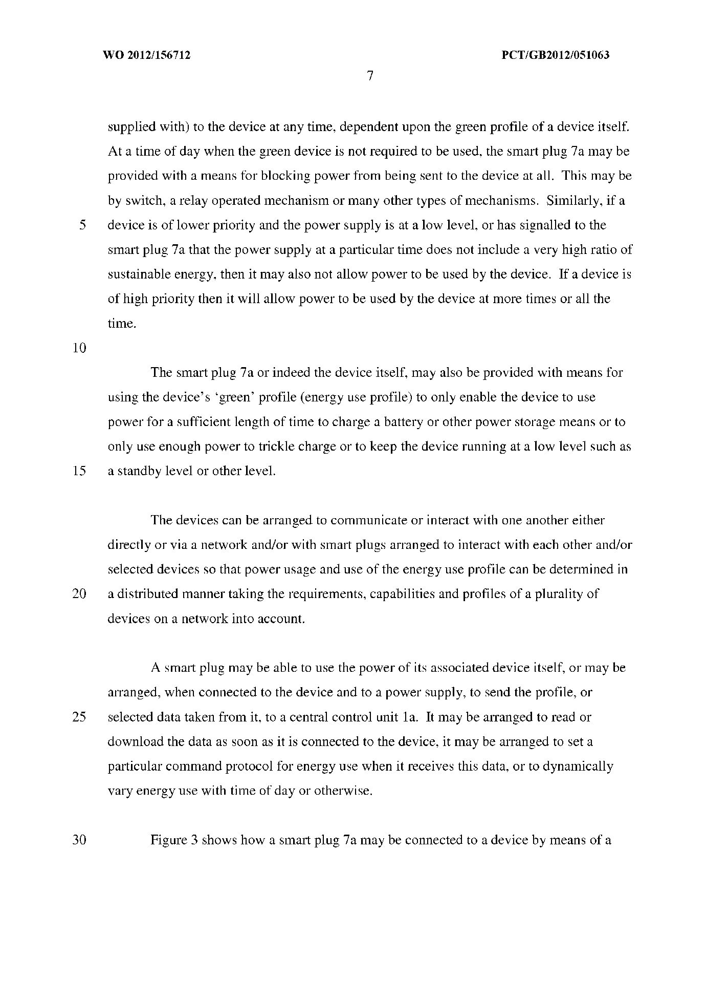 WO 2012/156712 PCT/GB2012/051063
7
supplied with) to the device at any time, dependent upon the green profile of a device itself.
At a time of day when the green device is not required to be used, the smart plug 7a may be
provided with a means for blocking power from being sent to the device at all. This may be
by switch, a relay operated mechanism or many other types of mechanisms. Similarly, if a
5 device is of lower priority and the power supply is at a low level, or has signalled to the
smart plug 7a that the power supply at a particular time does not include a very high ratio of
sustainable energy, then it may also not allow power to be used by the device. If a device is
of high priority then it will allow power to be used by the device at more times or all the
time.
10
The smart plug 7a or indeed the device itself, may also be provided with means for
using the device’s ‘green’ profile (energy use profile) to only enable the device to use
power for a sufficient length of time to charge a battery or other power storage means or to
only use enough power to trickle charge or to keep the device running at a low level such as
15 a standby level or other level.
The devices can be arranged to communicate or interact with one another either
directly or via a network and/or with smart plugs arranged to interact with each other and/or
selected devices so that power usage and use of the energy use profile can be determined in
20 a distributed manner taking the requirements, capabilities and profiles of a plurality of
devices on a network into account.
A smart plug may be able to use the power of its associated device itself, or may be
arranged, when connected to the device and to a power supply, to send the profile, or
25 selected data taken from it, to a central control unit 1a. It may be arranged to read or
download the data as soon as it is connected to the device, it may be arranged to set a
particular command protocol for energy use when it receives this data, or to dynamically
vary energy use with time of day or otherwise.
30 Figure 3 shows how a smart plug 7a may be connected to a device by means of a